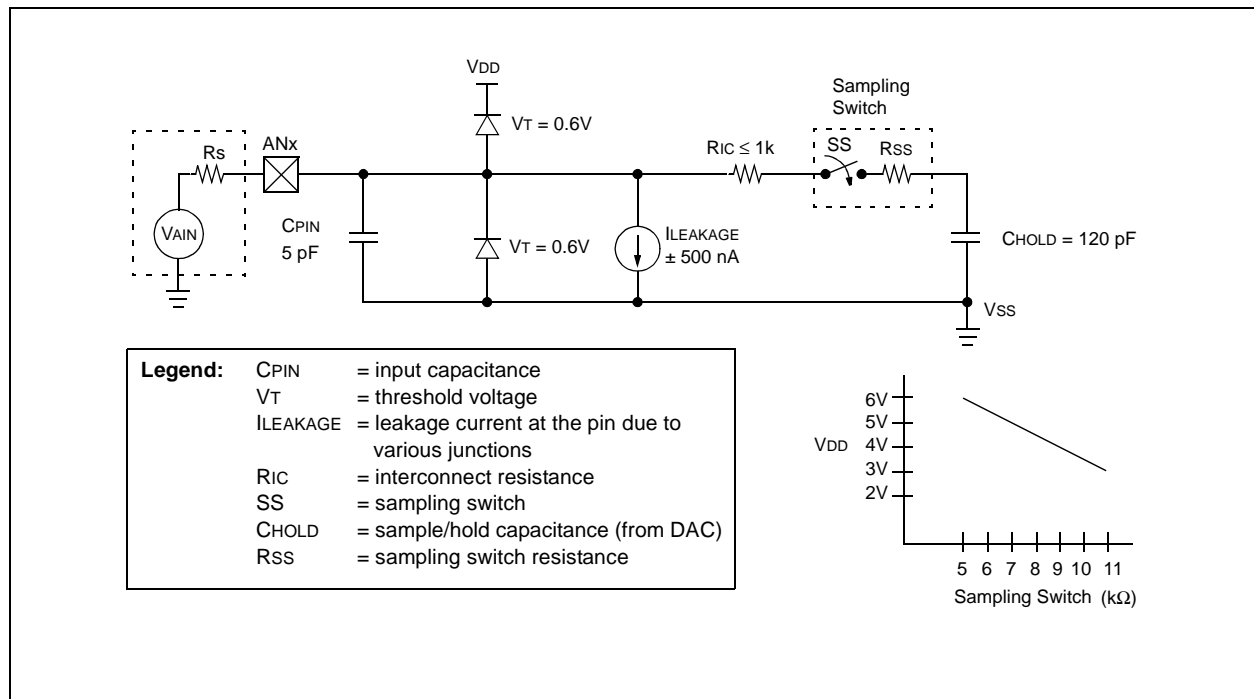 VDD
Sampling
Switch
VT = 0.6V
ANx
RS
RIC ≤ 1k
SS
RSS
VAIN
CPIN
5 pF
VT = 0.6V
ILEAKAGE
± 500 nA
CHOLD = 120 pF
VSS
Legend: CPIN = input capacitance
VT = threshold voltage
ILEAKAGE = leakage current at the pin due to
various junctions
RIC = interconnect resistance
SS = sampling switch
CHOLD = sample/hold capacitance (from DAC)
RSS = sampling switch resistance
6V
5V
VDD 4V
3V
2V
5 6 7 8 9 10 11
Sampling Switch (kΩ)